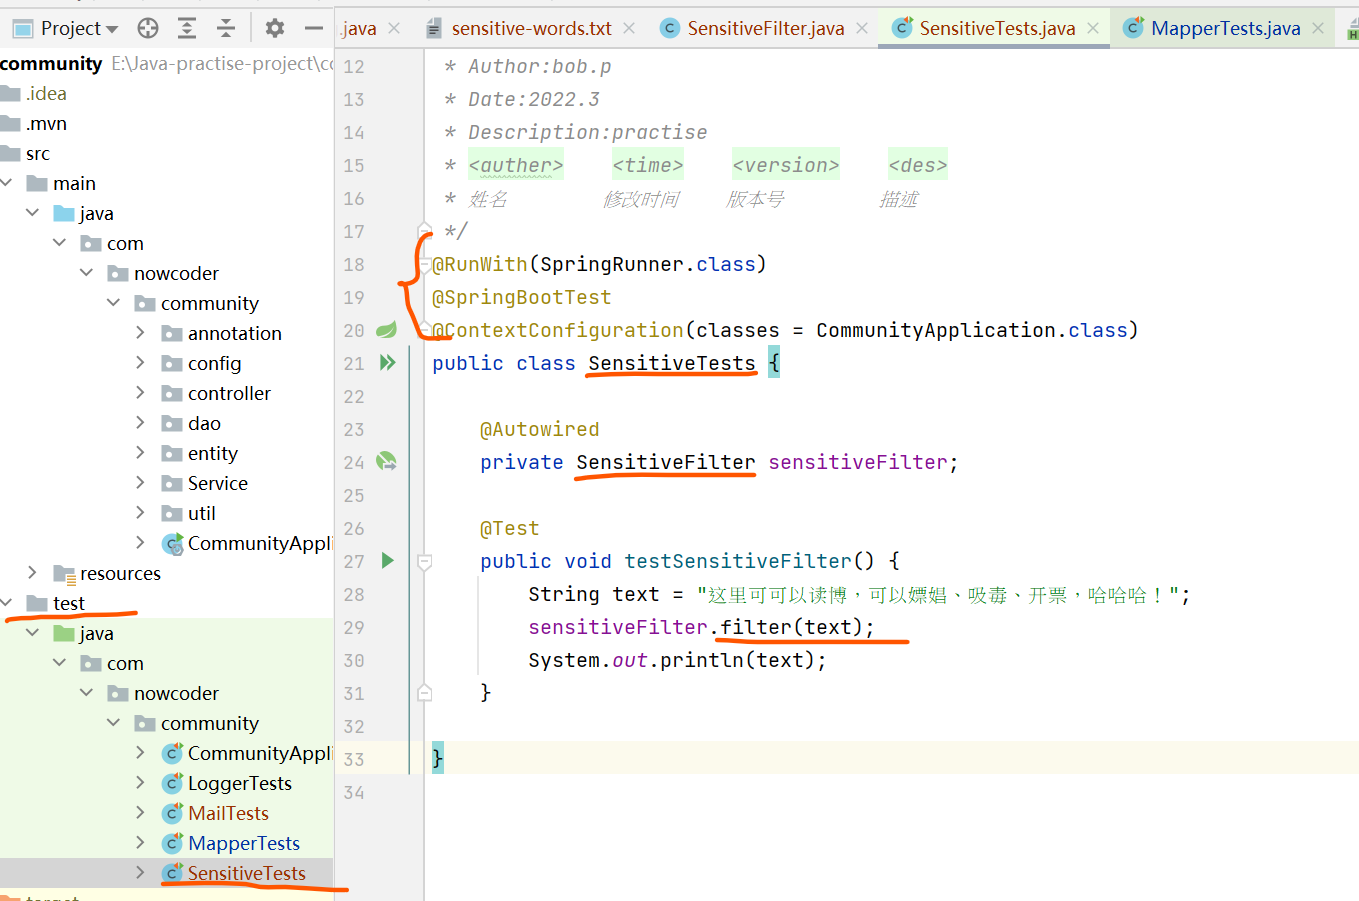 Project
.java
sensitive-words.txt
SensitiveFilter.java
SensitiveTests.java
MapperTests.java
community E:\Java-practise-project\co
.idea
.mvn
src
main
java
com
nowcoder
community
annotation
config
controller
dao
entity
Service
util
CommunityAppli
resources
test
java
com
nowcoder
community
CommunityAppli
LoggerTests
MailTests
MapperTests
SensitiveTests
target
12 * Author:bob.p
13 * Date:2022.3
14 * Description:practise
15 * <auther> <time> <version> <des>
16 * 姓名 修改时间 版本号 描述
17 */
18 @RunWith(SpringRunner.class)
19 @SpringBootTest
20 @ContextConfiguration(classes = CommunityApplication.class)
21 public class SensitiveTests {
22
23 @Autowired
24 private SensitiveFilter sensitiveFilter;
25
26 @Test
27 public void testSensitiveFilter() {
28 String text = "这里可可以读博，可以嫖娼、吸毒、开票，哈哈哈！";
29 sensitiveFilter.filter(text);
30 System.out.println(text);
31 }
32
33 }
34